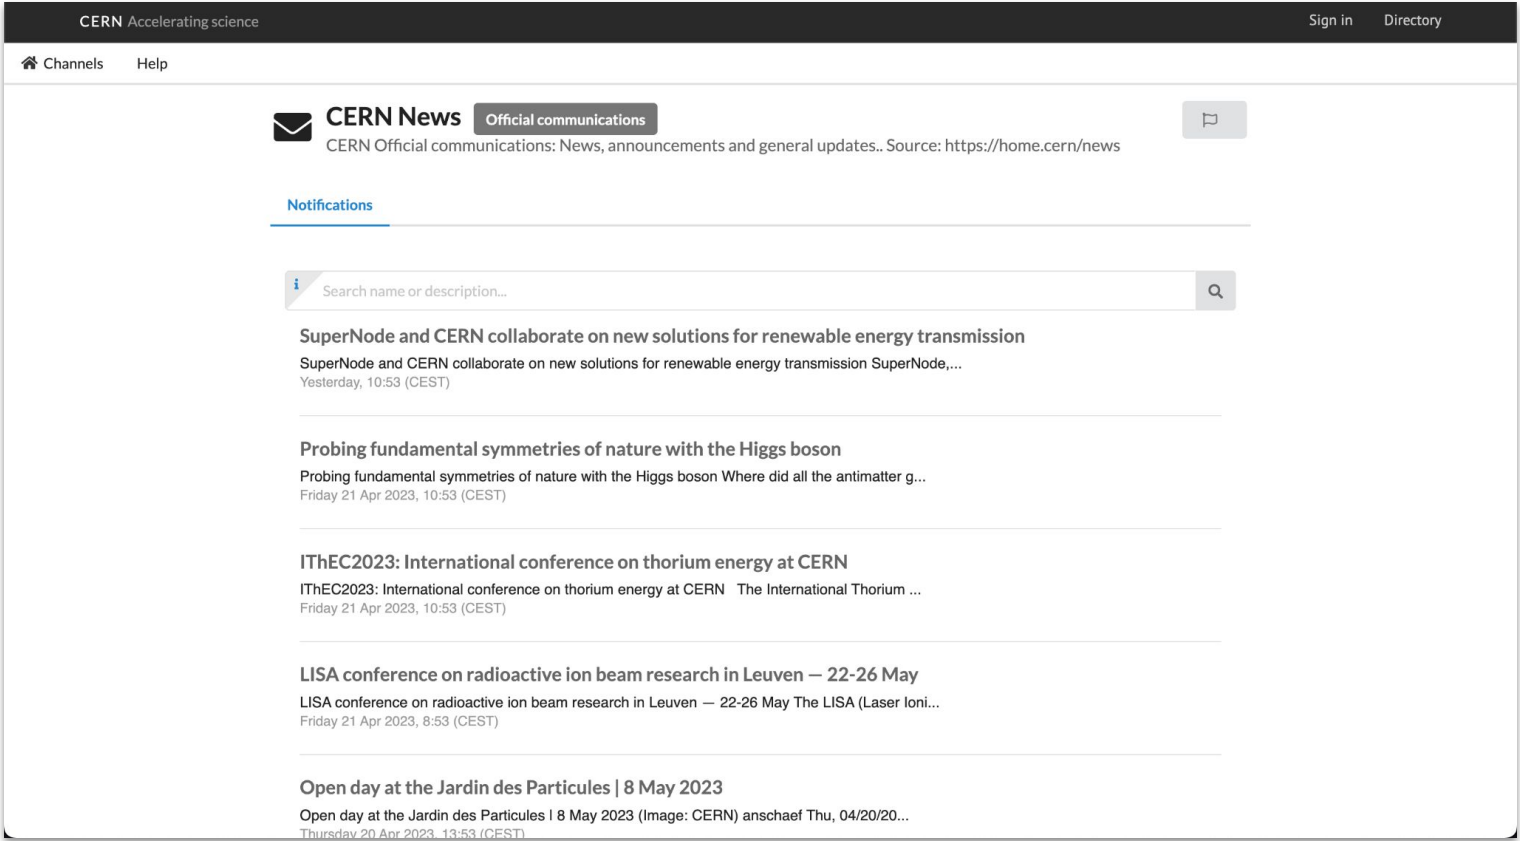 CERN Accelerating science
Sign in
Directory
Channels
Help
CERN News
Official communications
CERN Official communications: News, announcements and general updates.. Source: https://home.cern/news
Notifications
i
Search name or description...
SuperNode and CERN collaborate on new solutions for renewable energy transmission
SuperNode and CERN collaborate on new solutions for renewable energy transmission SuperNode,...
Yesterday, 10:53 (CEST)
Probing fundamental symmetries of nature with the Higgs boson
Probing fundamental symmetries of nature with the Higgs boson Where did all the antimatter g...
Friday 21 Apr 2023, 10:53 (CEST)
IThEC2023: International conference on thorium energy at CERN
IThEC2023: International conference on thorium energy at CERN   The International Thorium ...
Friday 21 Apr 2023, 10:53 (CEST)
LISA conference on radioactive ion beam research in Leuven — 22-26 May
LISA conference on radioactive ion beam research in Leuven — 22-26 May The LISA (Laser Ioni...
Friday 21 Apr 2023, 8:53 (CEST)
Open day at the Jardin des Particules | 8 May 2023
Open day at the Jardin des Particules | 8 May 2023 (Image: CERN) anschaef Thu, 04/20/20...
Thursday 20 Apr 2023, 13:53 (CEST)